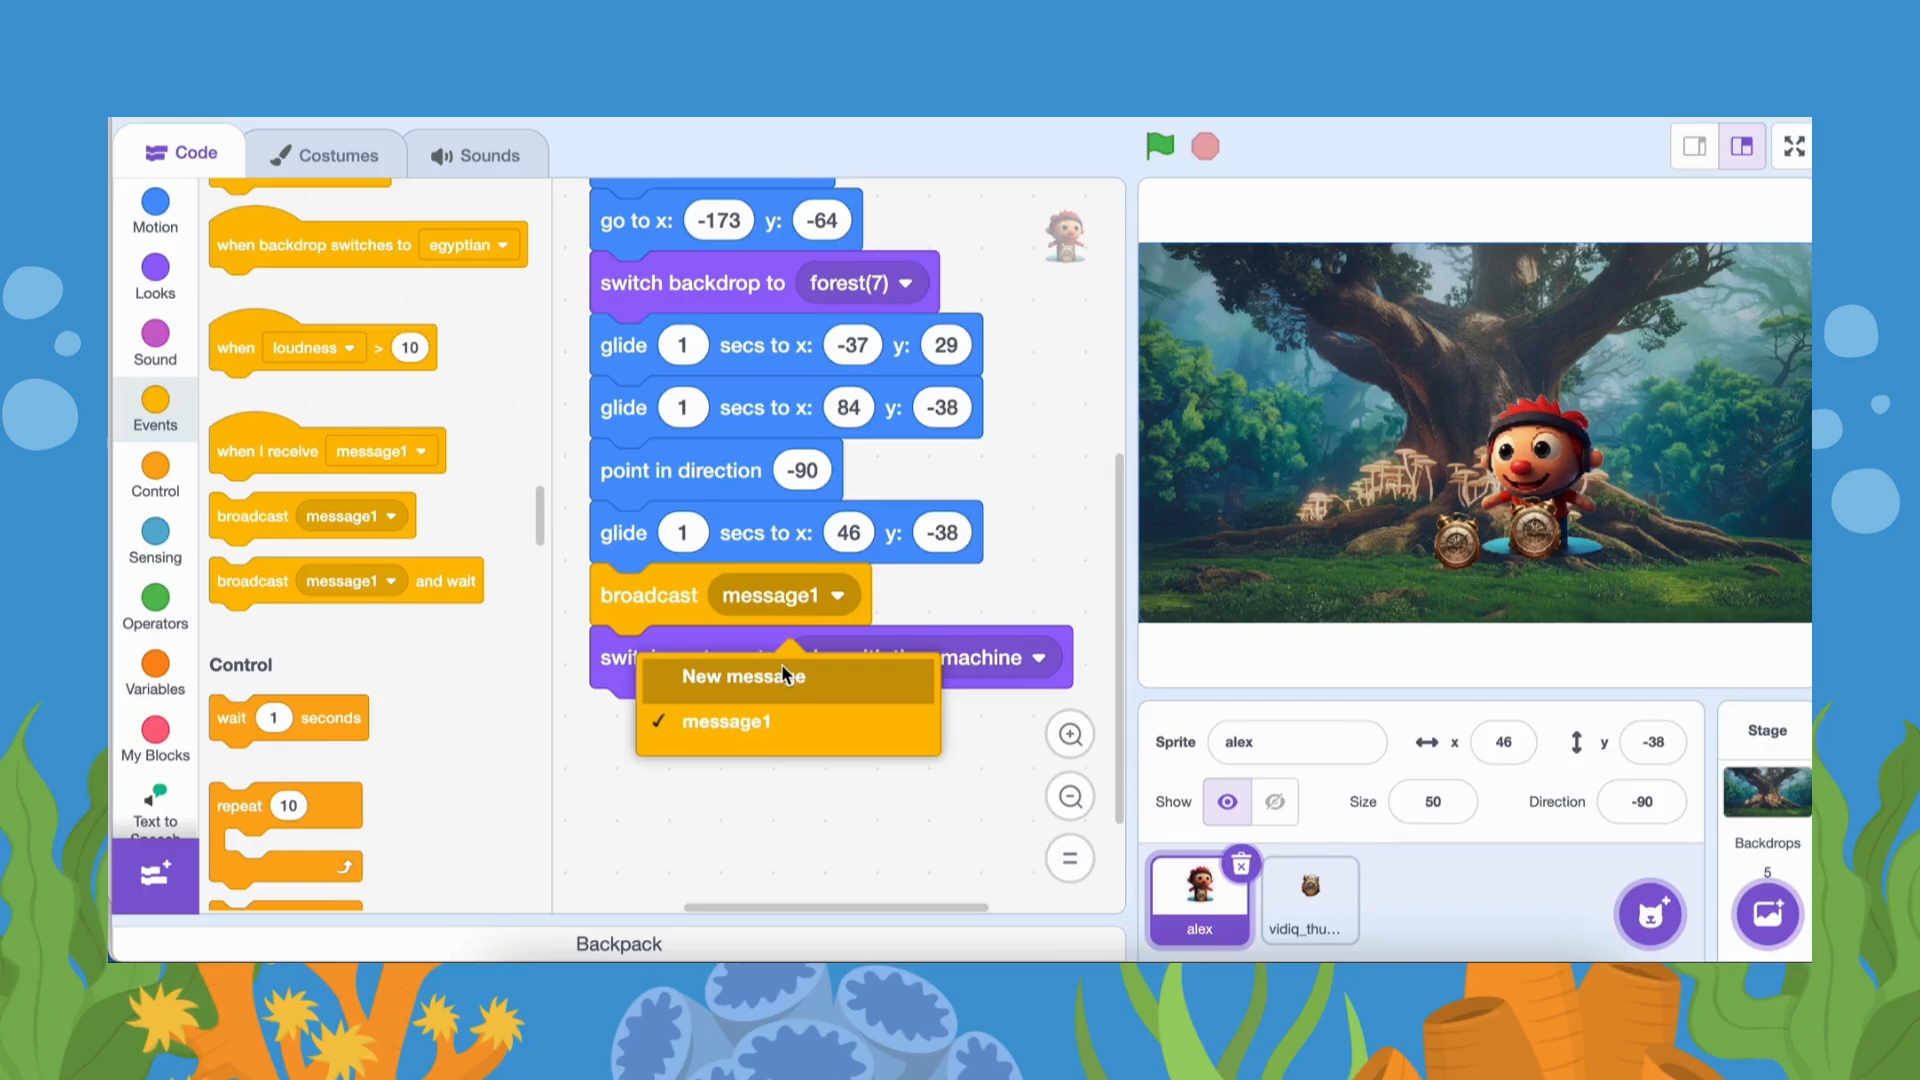 Code
Costumes
Sounds
Motion
Looks
Sound
Events
Control
Sensing
Operators
Variables
My Blocks
Text to
when backdrop switches to egyptian
when loudness > 10
when I receive message1
broadcast message1
broadcast message1 and wait
Control
wait 1 seconds
repeat 10
go to x: -173 y: -64
switch backdrop to forest(7)
glide 1 secs to x: -37 y: 29
glide 1 secs to x: 84 y: -38
point in direction -90
glide 1 secs to x: 46 y: -38
broadcast message1
machine
New message
✓ message1
Backpack
Sprite alex x 46 y -38
Show Size 50 Direction -90
alex
vidiq_thu...
Stage
Backdrops
5